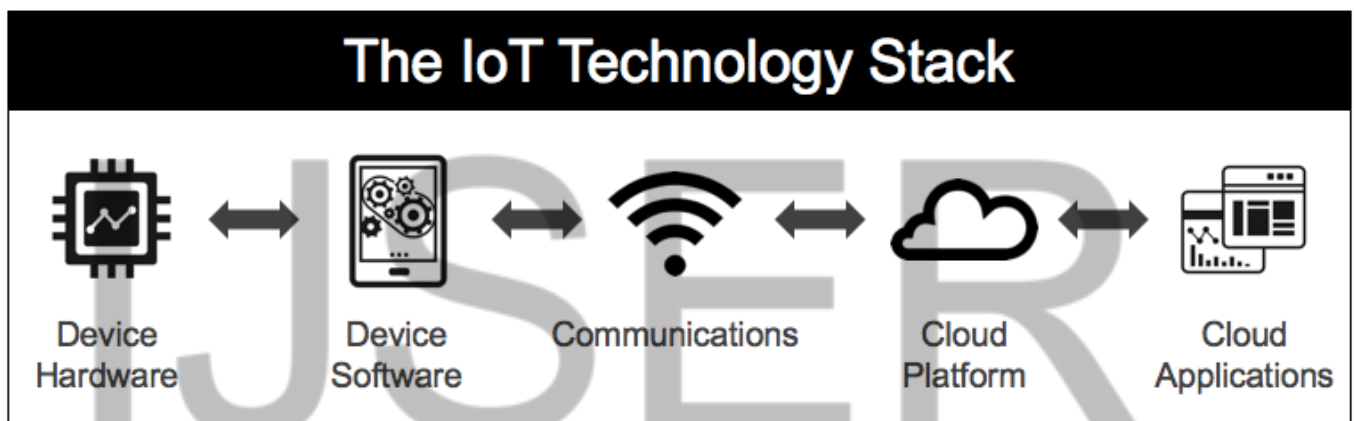 The IoT Technology Stack
IJSER
Device
Hardware
Device
Software
Communications
Cloud
Platform
Cloud
Applications